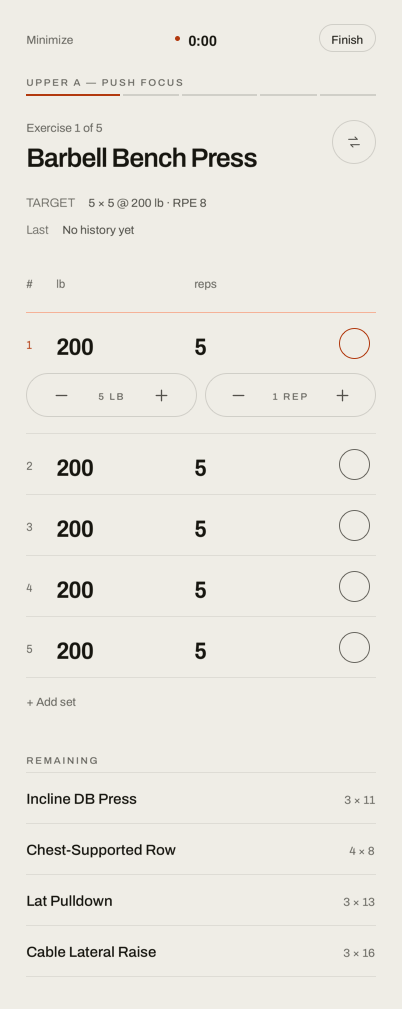 Minimize 0:00 Finish
UPPER A — PUSH FOCUS
Exercise 1 of 5
Barbell Bench Press
TARGET 5 × 5 @ 200 lb · RPE 8
Last No history yet
# lb reps
1 200 5
− 5 LB + − 1 REP +
2 200 5
3 200 5
4 200 5
5 200 5
+ Add set
REMAINING
Incline DB Press 3 × 11
Chest-Supported Row 4 × 8
Lat Pulldown 3 × 13
Cable Lateral Raise 3 × 16